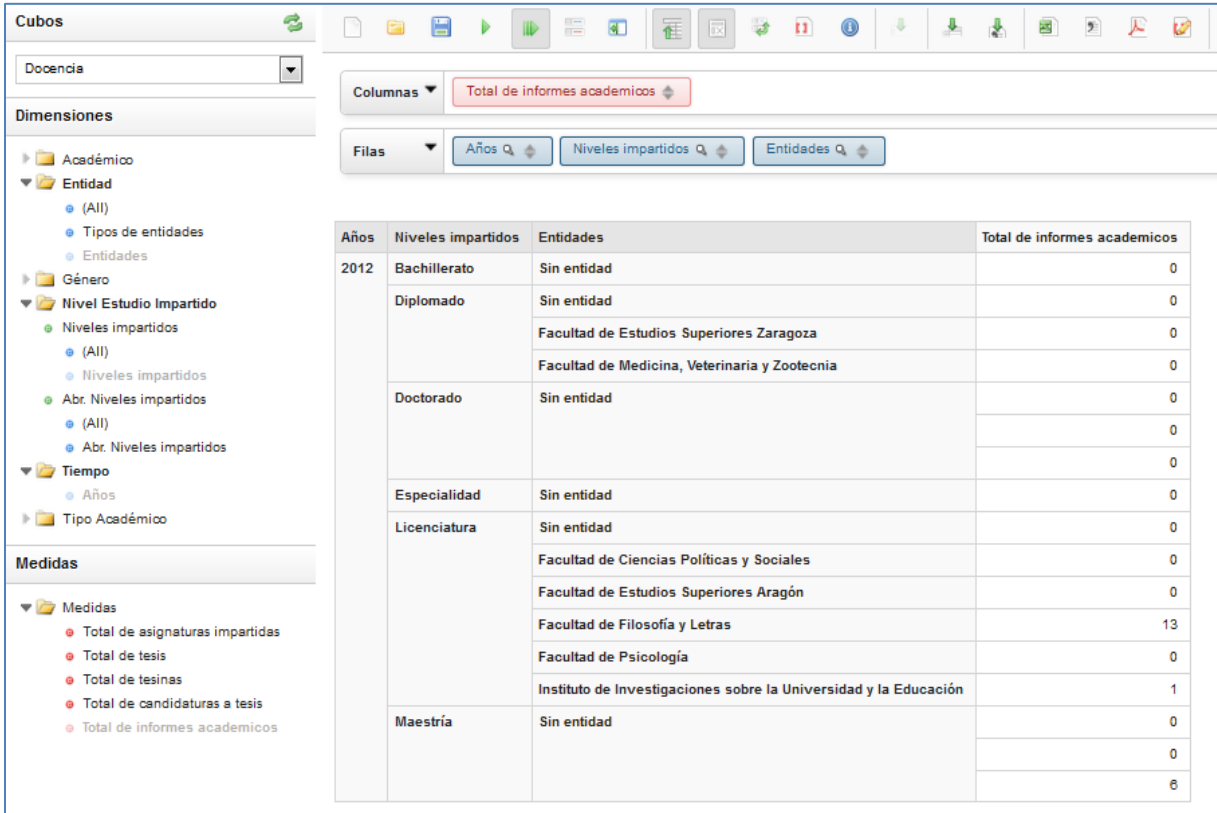 Cubos
Docencia
Dimensiones
Académico
Entidad
(All)
Tipos de entidades
Entidades
Género
Nivel Estudio Impartido
Niveles impartidos
(All)
Niveles impartidos
Abr. Niveles impartidos
(All)
Abr. Niveles impartidos
Tiempo
Años
Tipo Académico
Medidas
Medidas
Total de asignaturas impartidas
Total de tesis
Total de tesinas
Total de candidaturas a tesis
Total de informes academicos
Columnas Total de informes academicos
Filas Años Niveles impartidos Entidades
Años Niveles impartidos Entidades Total de informes academicos
2012 Bachillerato Sin entidad 0
Diplomado Sin entidad 0
Facultad de Estudios Superiores Zaragoza 0
Facultad de Medicina, Veterinaria y Zootecnia 0
Doctorado Sin entidad 0
0
0
Especialidad Sin entidad 0
Licenciatura Sin entidad 0
Facultad de Ciencias Políticas y Sociales 0
Facultad de Estudios Superiores Aragón 0
Facultad de Filosofía y Letras 13
Facultad de Psicología 0
Instituto de Investigaciones sobre la Universidad y la Educación 1
Maestría Sin entidad 0
0
6